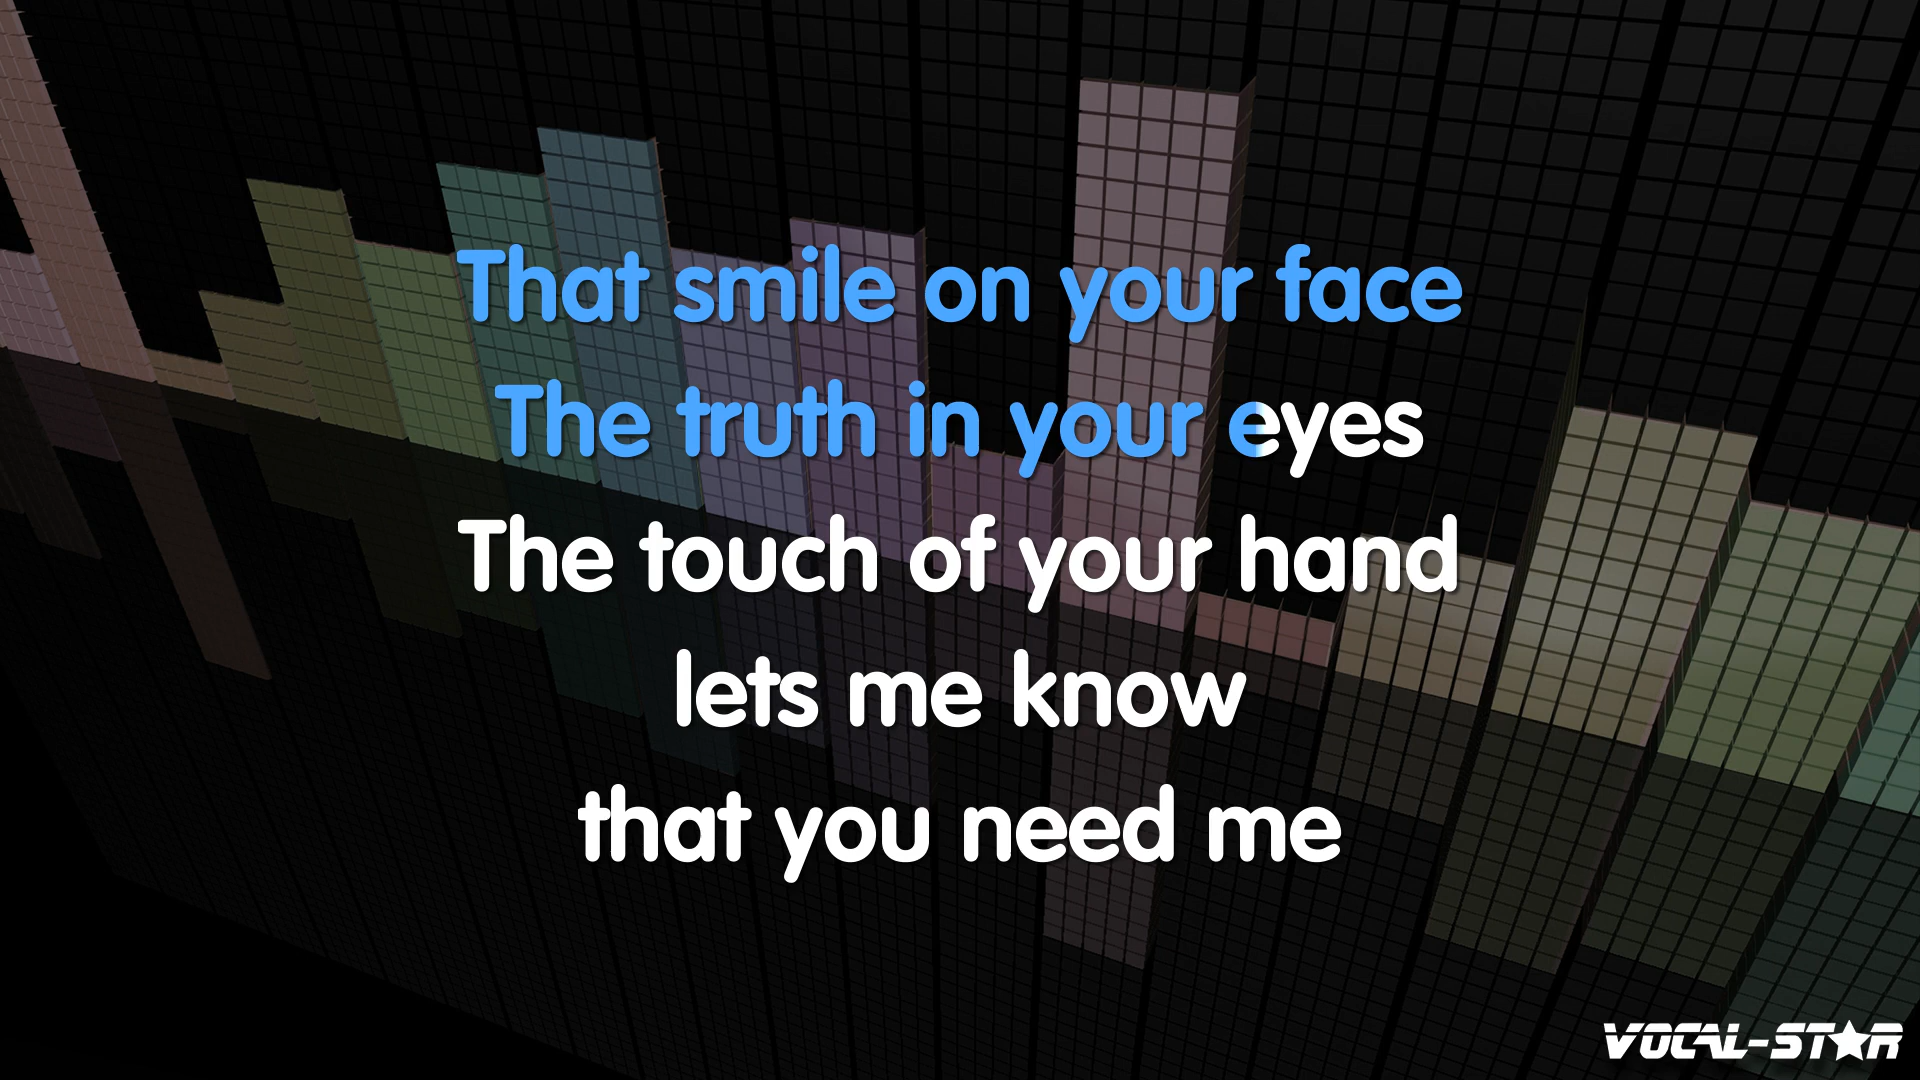 That smile on your face
The truth in your eyes
The touch of your hand
lets me know
that you need me
VOCAL-STAR